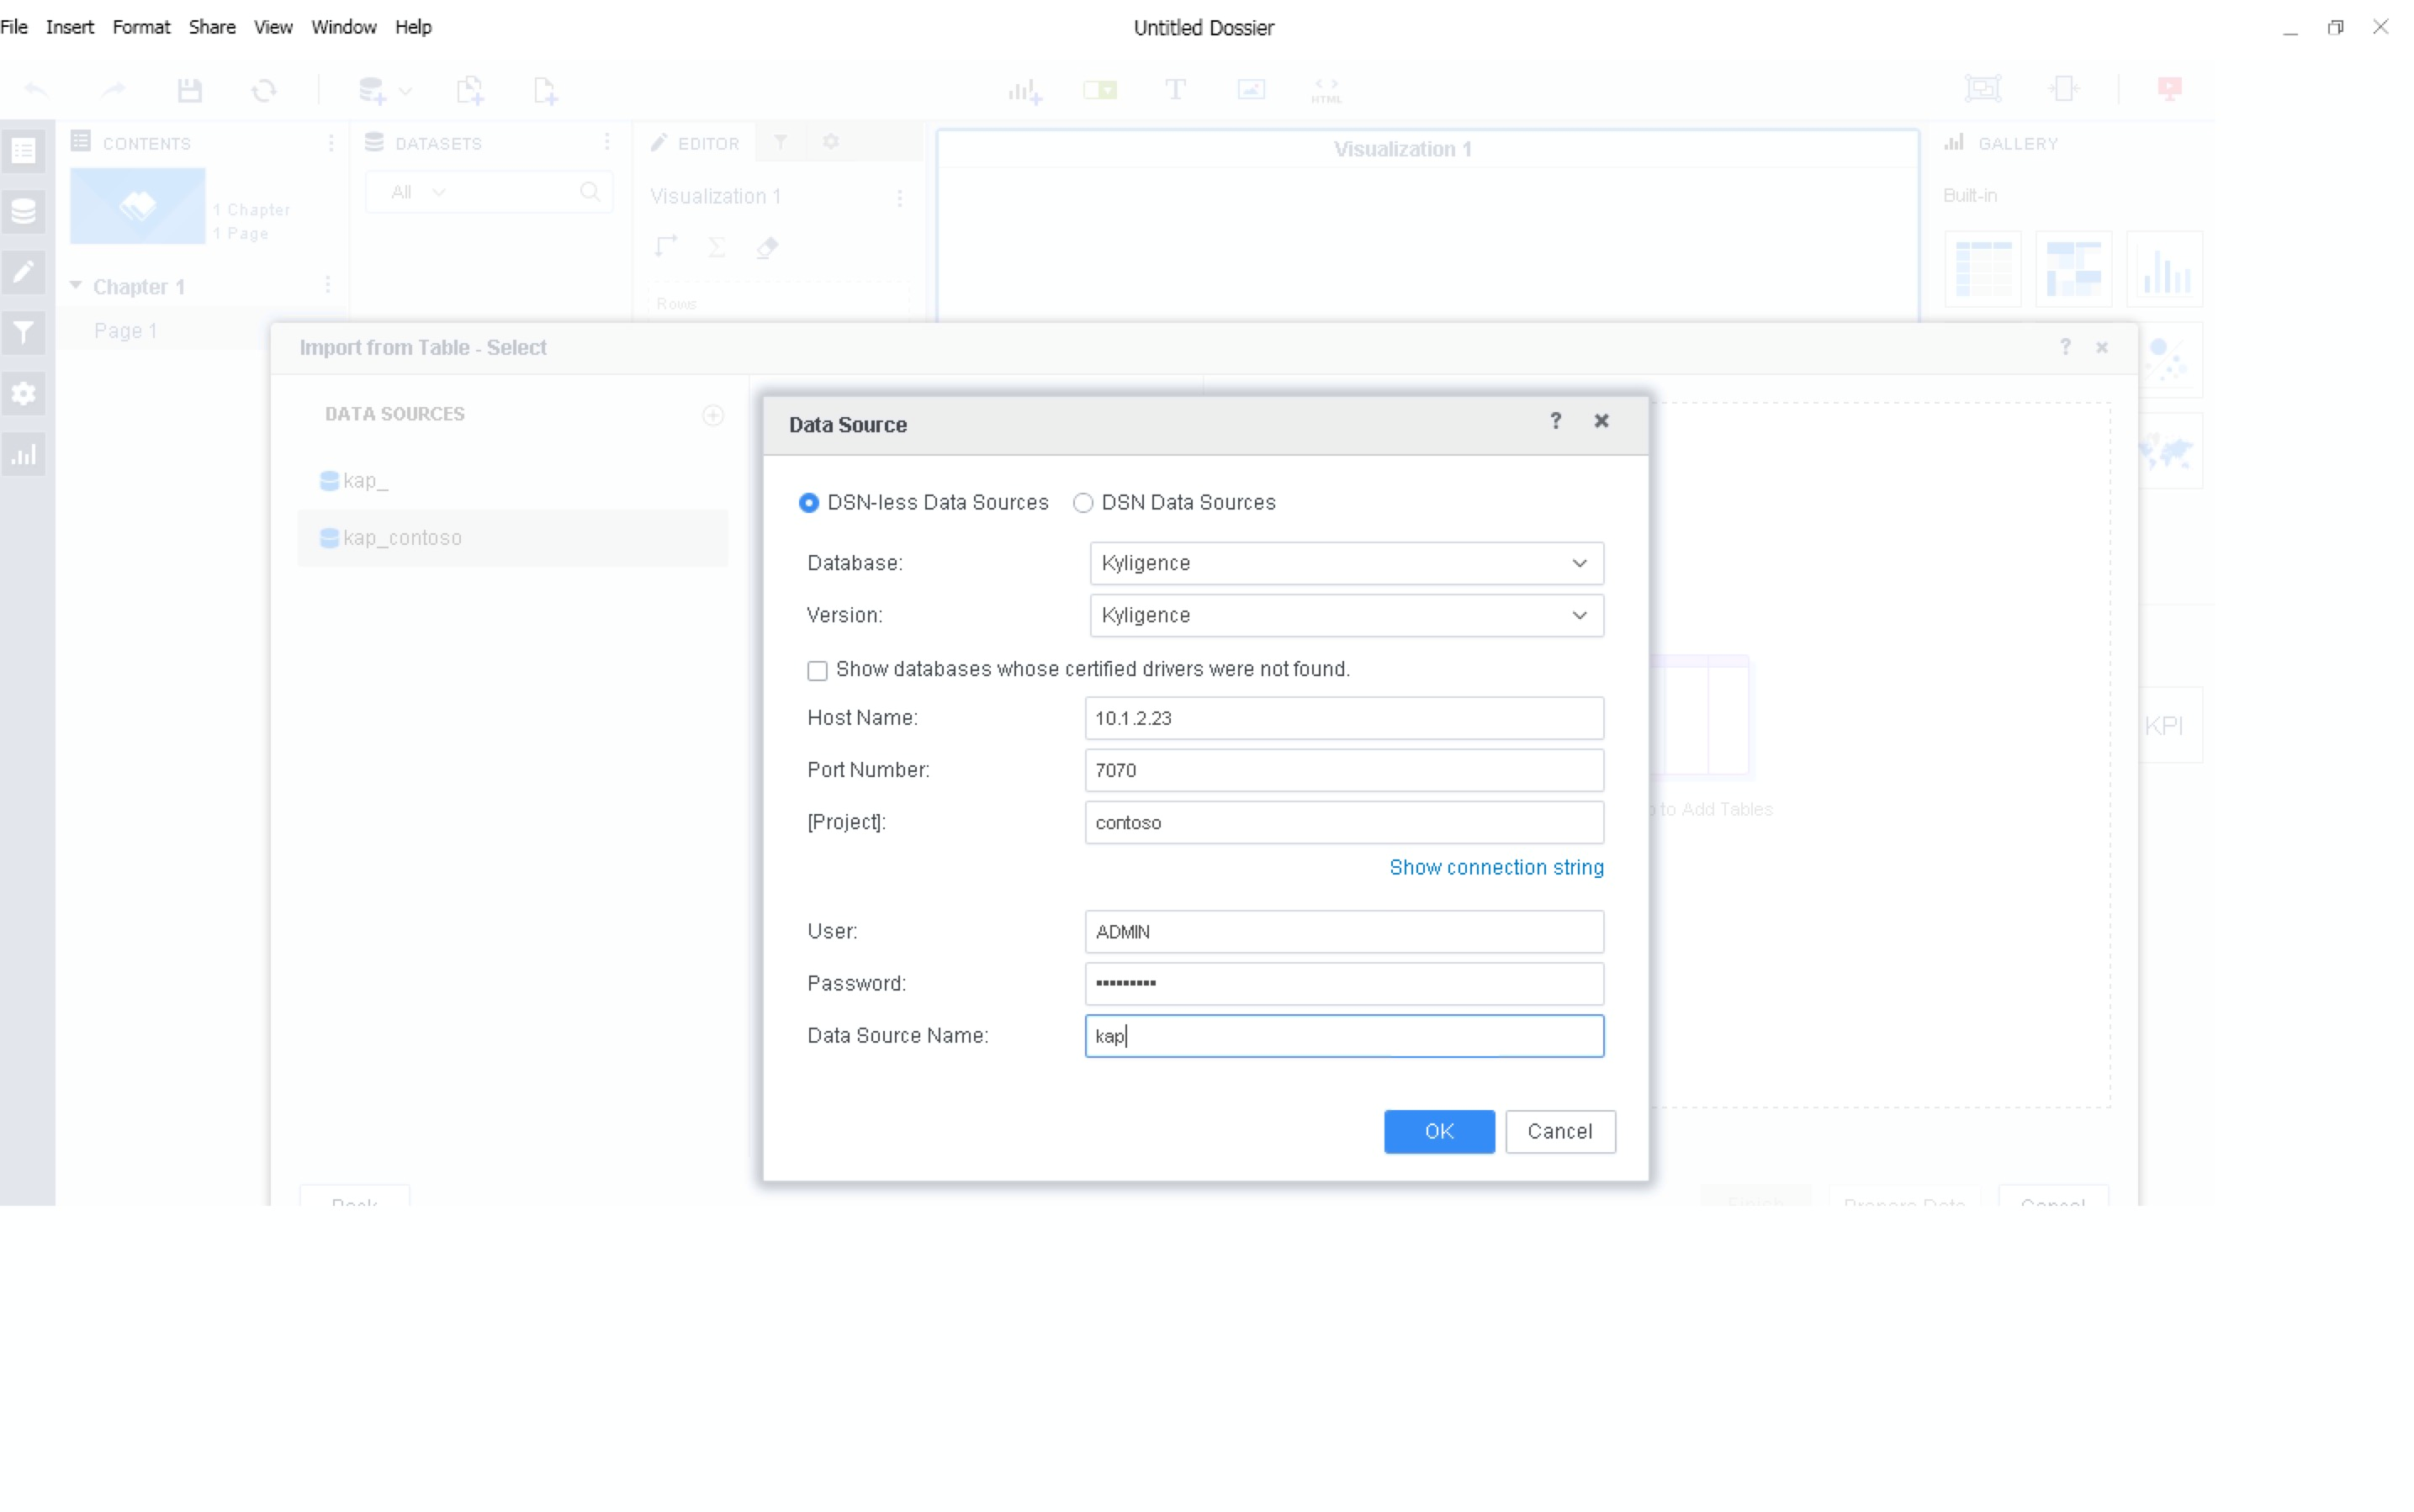 File Insert Format Share View Window Help
Untitled Dossier
HTML
CONTENTS
DATASETS
EDITOR
Visualization 1
GALLERY
All
Visualization 1
Built-in
1 Chapter
1 Page
Chapter 1
Rows
Page 1
Import from Table - Select
?
DATA SOURCES
Data Source
?
kap_
kap_contoso
DSN-less Data Sources
DSN Data Sources
Database: Kyligence
Version: Kyligence
Show databases whose certified drivers were not found.
Host Name: 10.1.2.23
Port Number: 7070
KPI
[Project]: contoso
to Add Tables
Show connection string
User: ADMIN
Password: •••••••••
Data Source Name: kap
OK Cancel
Back
Finish Prepare Data Cancel